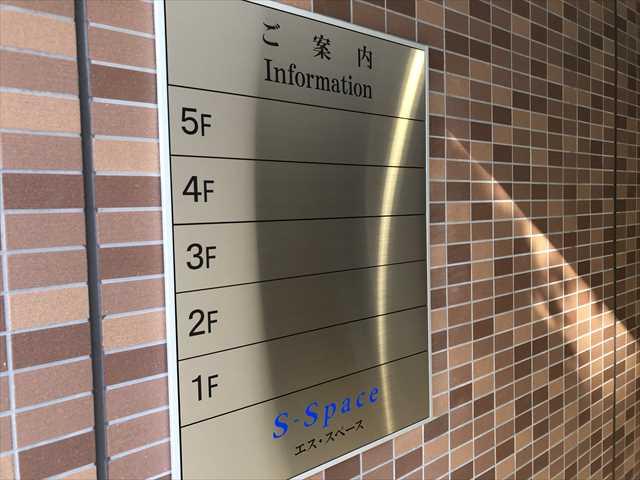 ご案内
Information
5F
4F
3F
2F
1F
S-Space
エス・スペース